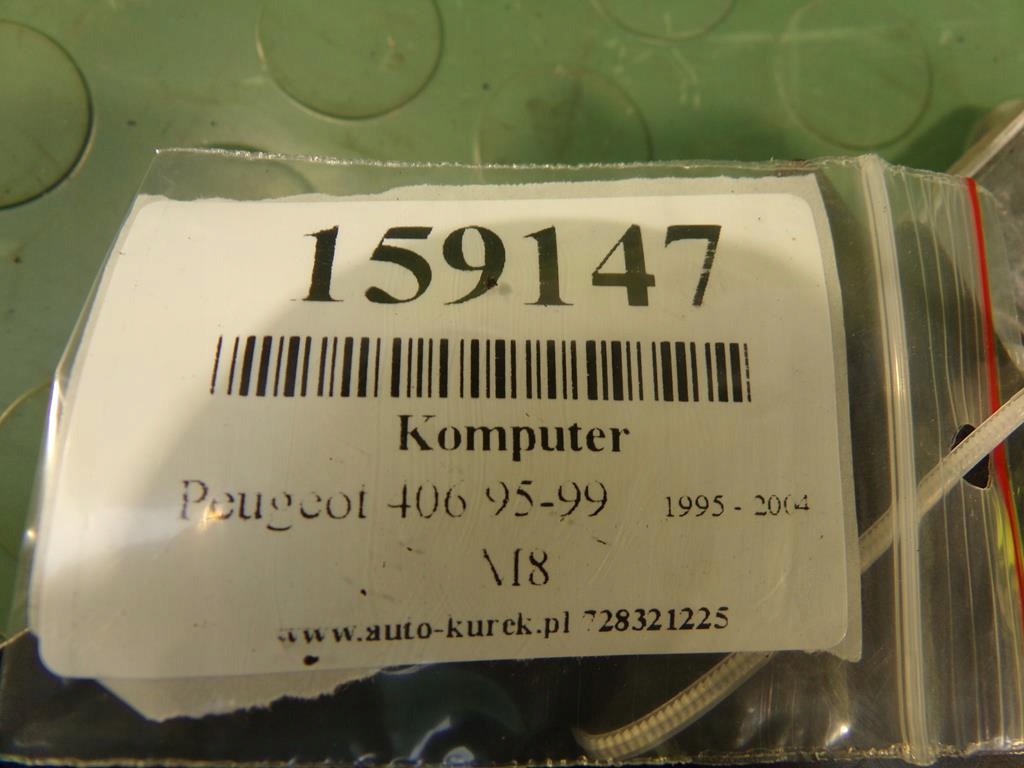 159147
Komputer
Peugeot 406 95-99 1995 - 2004
M8
www.auto-kurek.pl 728321225